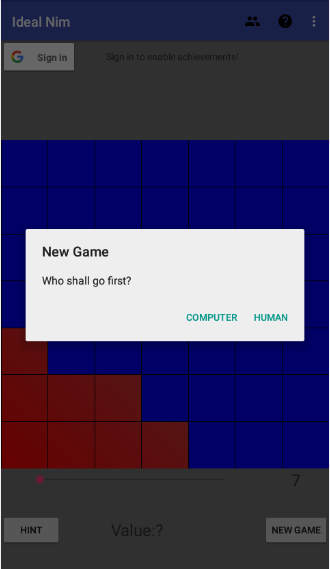 Ideal Nim
Sign in
Sign in to enable achievements!
New Game
Who shall go first?
COMPUTER HUMAN
7
HINT
Value:?
NEW GAME